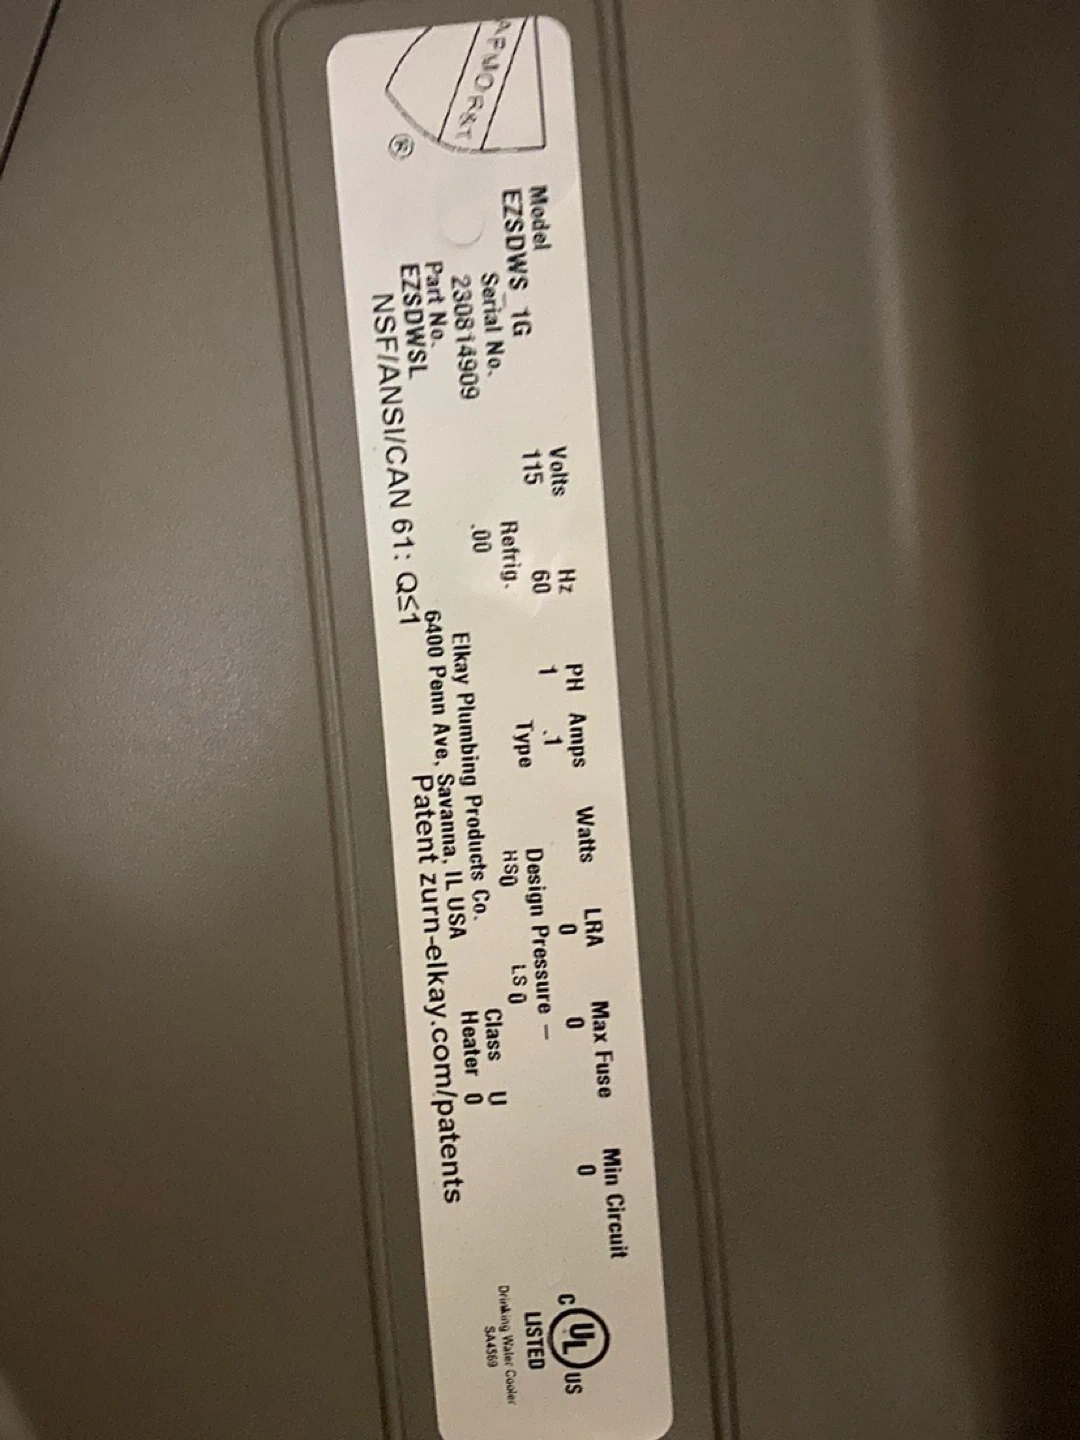 APMO R&T
®
Model
EZSDWS_1G
Serial No.
230814909
Part No.
EZSDWSL
NSF/ANSI/CAN 61: Q≤1
Volts Hz PH Amps Watts LRA Max Fuse Min Circuit
115 60 1 .1 0 0 0
Refrig. Type Design Pressure –
.00 HS0 LS 0
Elkay Plumbing Products Co. Class U
6400 Penn Ave, Savanna, IL USA Heater 0
Patent zurn-elkay.com/patents
C UL US
LISTED
Drinking Water Cooler
SA4569